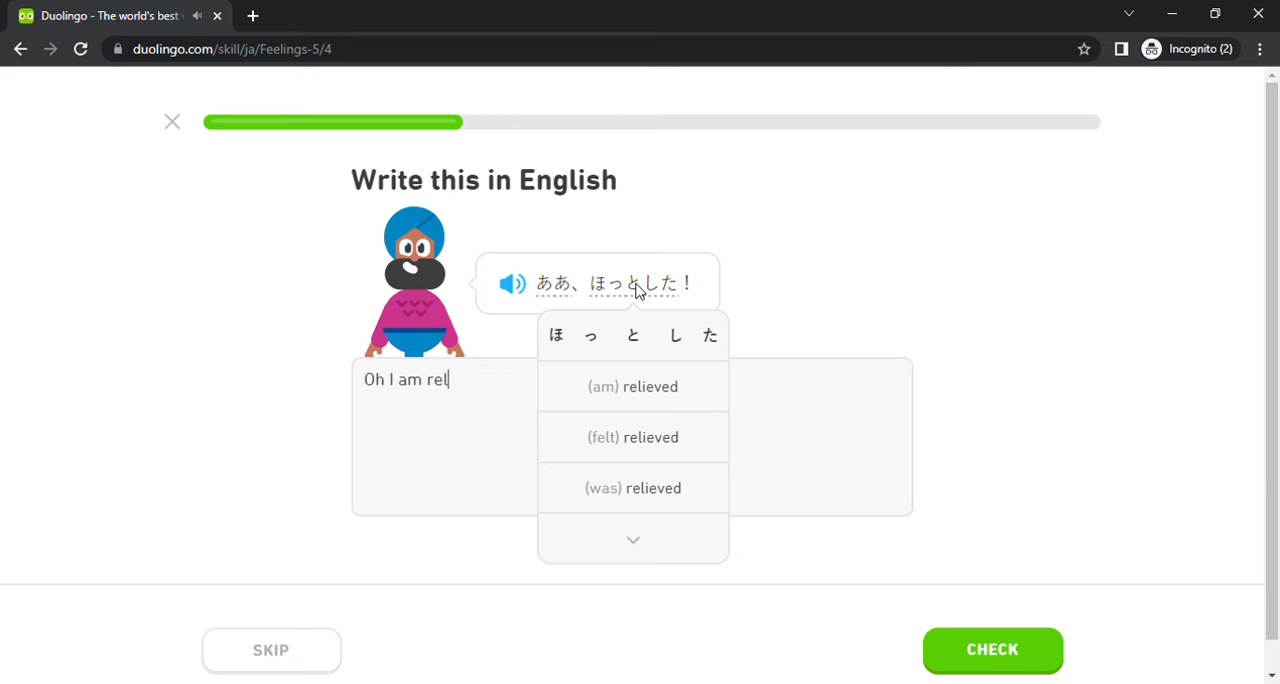 Duolingo - The world's best
duolingo.com/skill/ja/Feelings-5/4
Incognito (2)
Write this in English
ああ、ほっとした！
ほ っ と し た
(am) relieved
(felt) relieved
(was) relieved
Oh I am rel
SKIP
CHECK